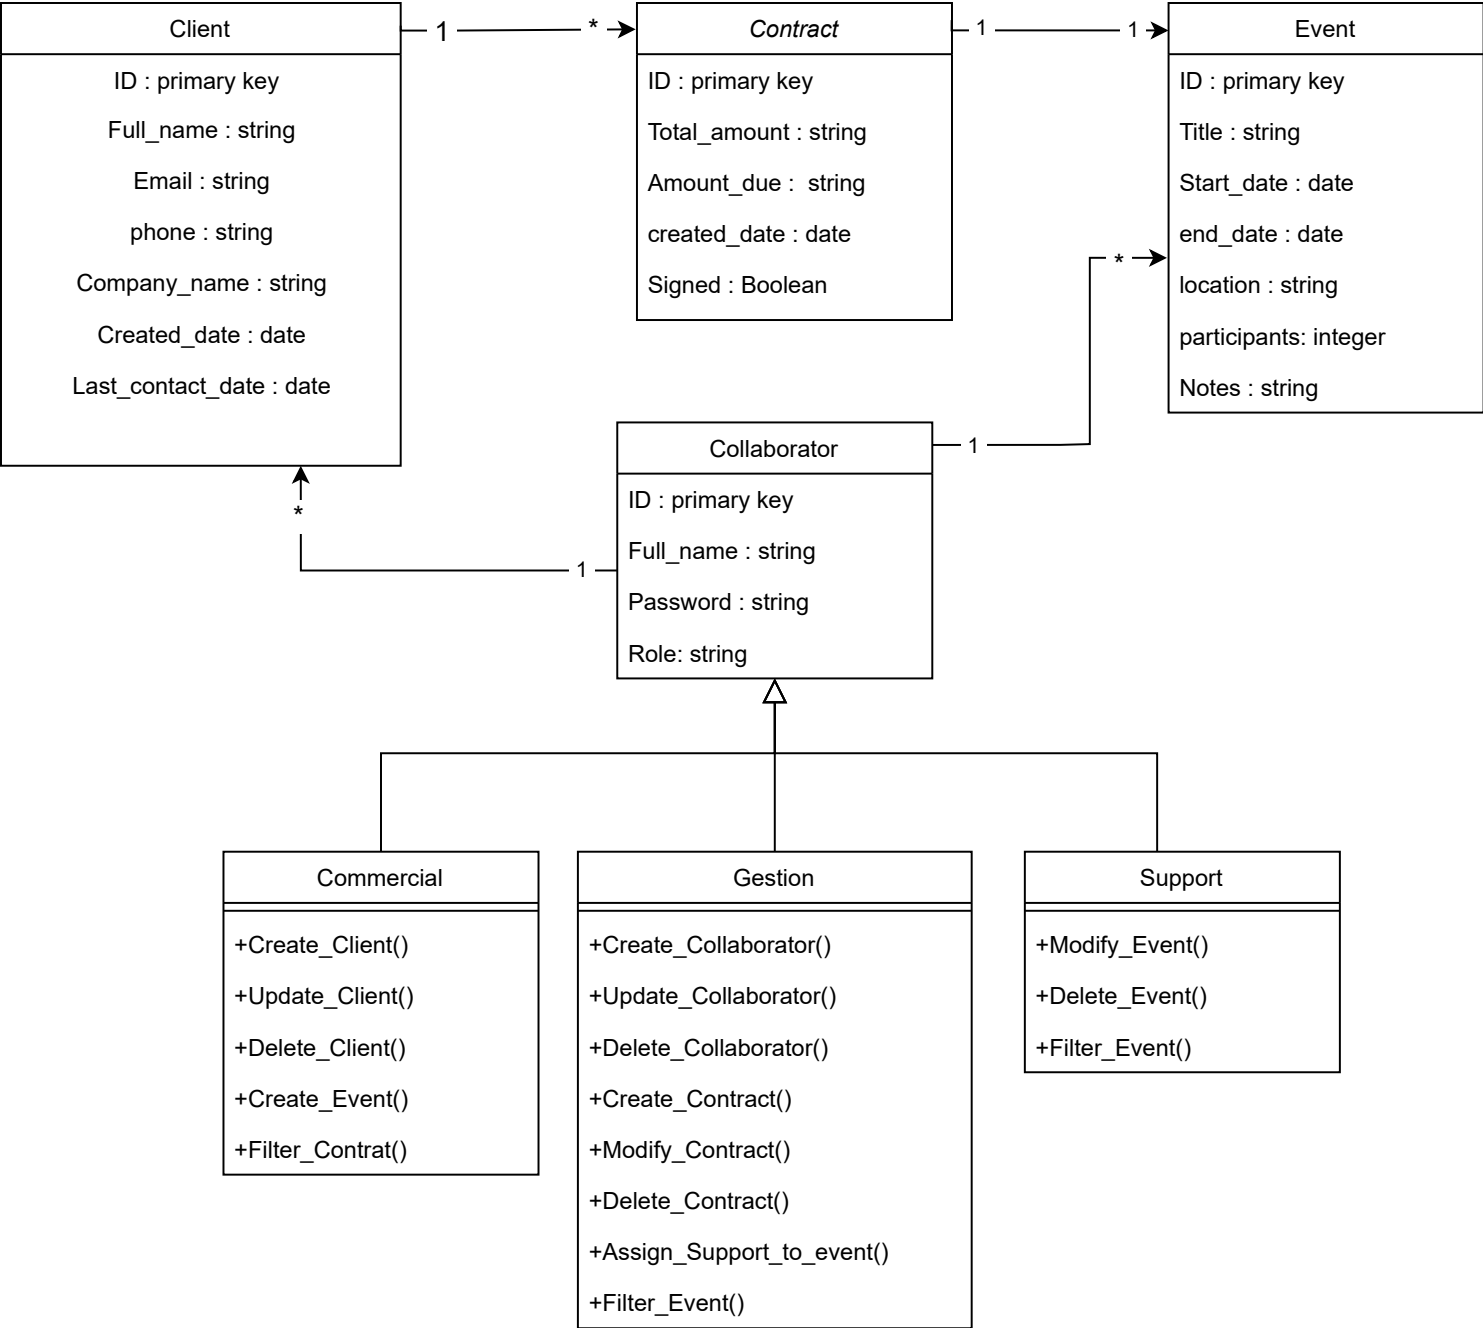 Client
ID : primary key
Full_name : string
Email : string
phone : string
Company_name : string
Created_date : date
Last_contact_date : date
1
*
Contract
ID : primary key
Total_amount : string
Amount_due :  string
created_date : date
Signed : Boolean
1
1
Event
ID : primary key
Title : string
Start_date : date
end_date : date
location : string
participants: integer
Notes : string
*
1
*
1
Collaborator
ID : primary key
Full_name : string
Password : string
Role: string
Commercial
+Create_Client()
+Update_Client()
+Delete_Client()
+Create_Event()
+Filter_Contrat()
Gestion
+Create_Collaborator()
+Update_Collaborator()
+Delete_Collaborator()
+Create_Contract()
+Modify_Contract()
+Delete_Contract()
+Assign_Support_to_event()
+Filter_Event()
Support
+Modify_Event()
+Delete_Event()
+Filter_Event()